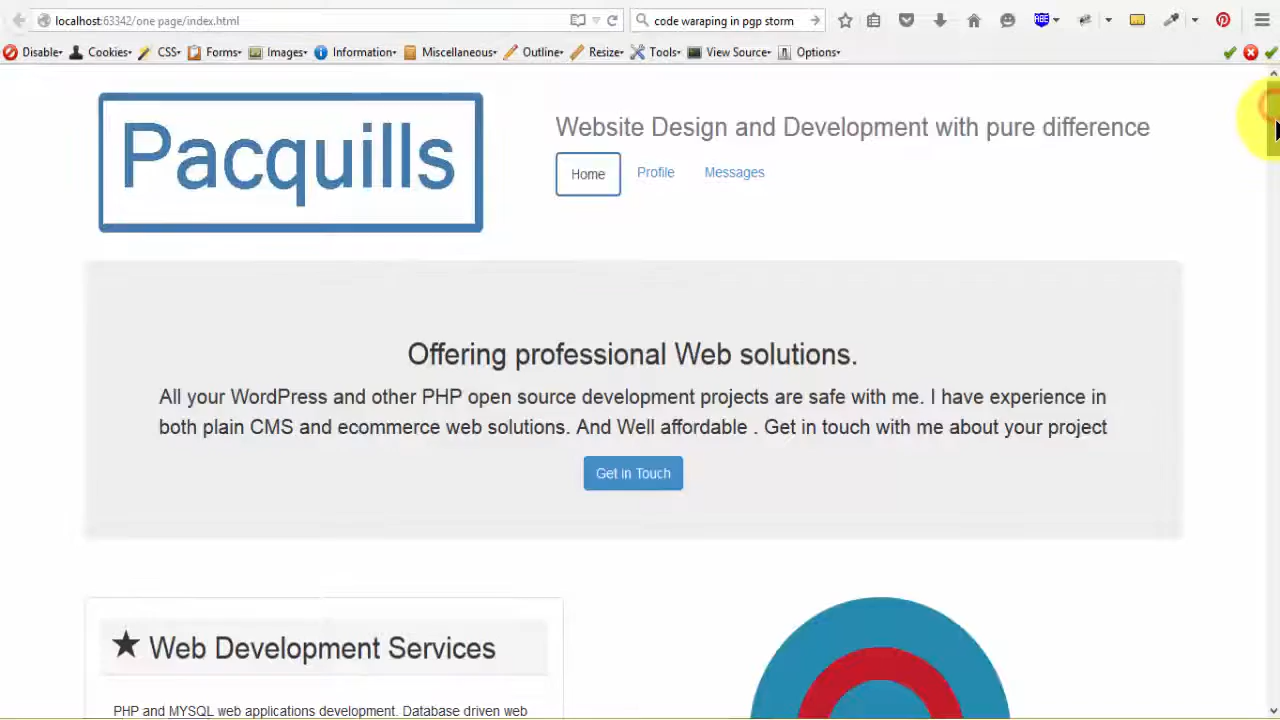 localhost:63342/one page/index.html
code waraping in pgp storm
ABE
Disable Cookies CSS Forms Images Information Miscellaneous Outline Resize Tools View Source Options
Pacquills
Website Design and Development with pure difference
Home Profile Messages
Offering professional Web solutions.
All your WordPress and other PHP open source development projects are safe with me. I have experience in
both plain CMS and ecommerce web solutions. And Well affordable . Get in touch with me about your project
Get in Touch
★ Web Development Services
PHP and MYSQL web applications development. Database driven web